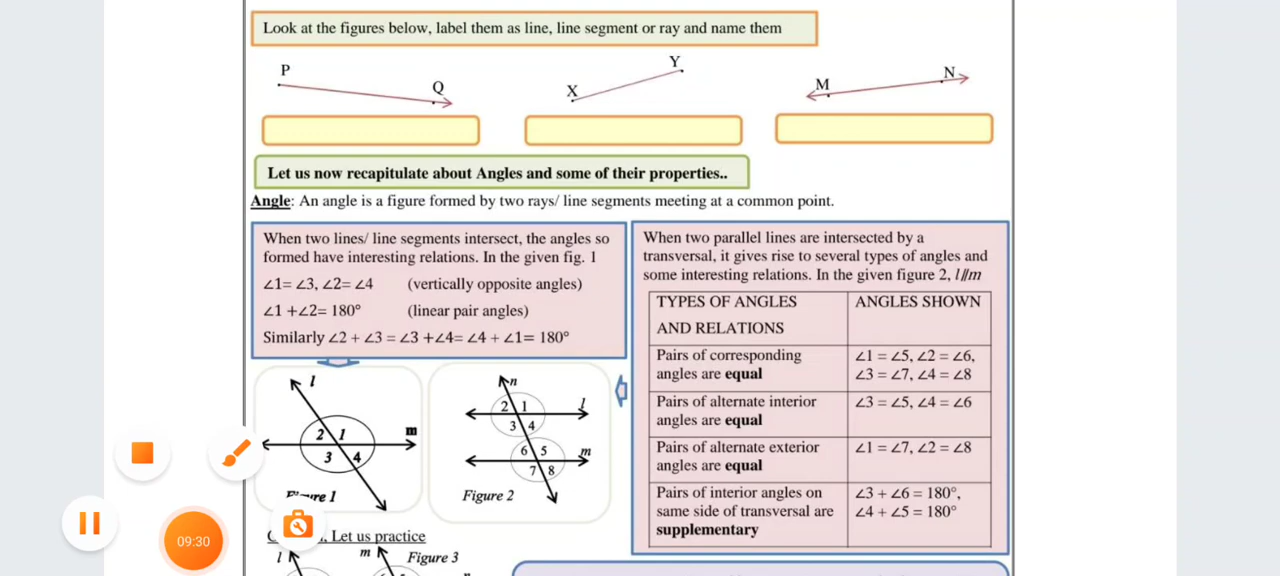 Look at the figures below, label them as line, line segment or ray and name them
P
Q
X
Y
M
N
Let us now recapitulate about Angles and some of their properties..
Angle: An angle is a figure formed by two rays/ line segments meeting at a common point.
When two lines/ line segments intersect, the angles so
formed have interesting relations. In the given fig. 1
∠1= ∠3, ∠2= ∠4 (vertically opposite angles)
∠1 +∠2= 180° (linear pair angles)
Similarly ∠2 + ∠3 = ∠3 +∠4= ∠4 + ∠1= 180°
When two parallel lines are intersected by a
transversal, it gives rise to several types of angles and
some interesting relations. In the given figure 2, l//m
TYPES OF ANGLES
AND RELATIONS
ANGLES SHOWN
Pairs of corresponding
angles are equal
∠1 = ∠5, ∠2 = ∠6,
∠3 = ∠7, ∠4 = ∠8
Pairs of alternate interior
angles are equal
∠3 = ∠5, ∠4 = ∠6
Pairs of alternate exterior
angles are equal
∠1 = ∠7, ∠2 = ∠8
Pairs of interior angles on
same side of transversal are
supplementary
∠3 + ∠6 = 180°,
∠4 + ∠5 = 180°
l
2 1
m
3 4
n
2 1
l
3 4
6 5
m
7 8
Figure 2
09:30
Let us practice
l
m
Figure 3